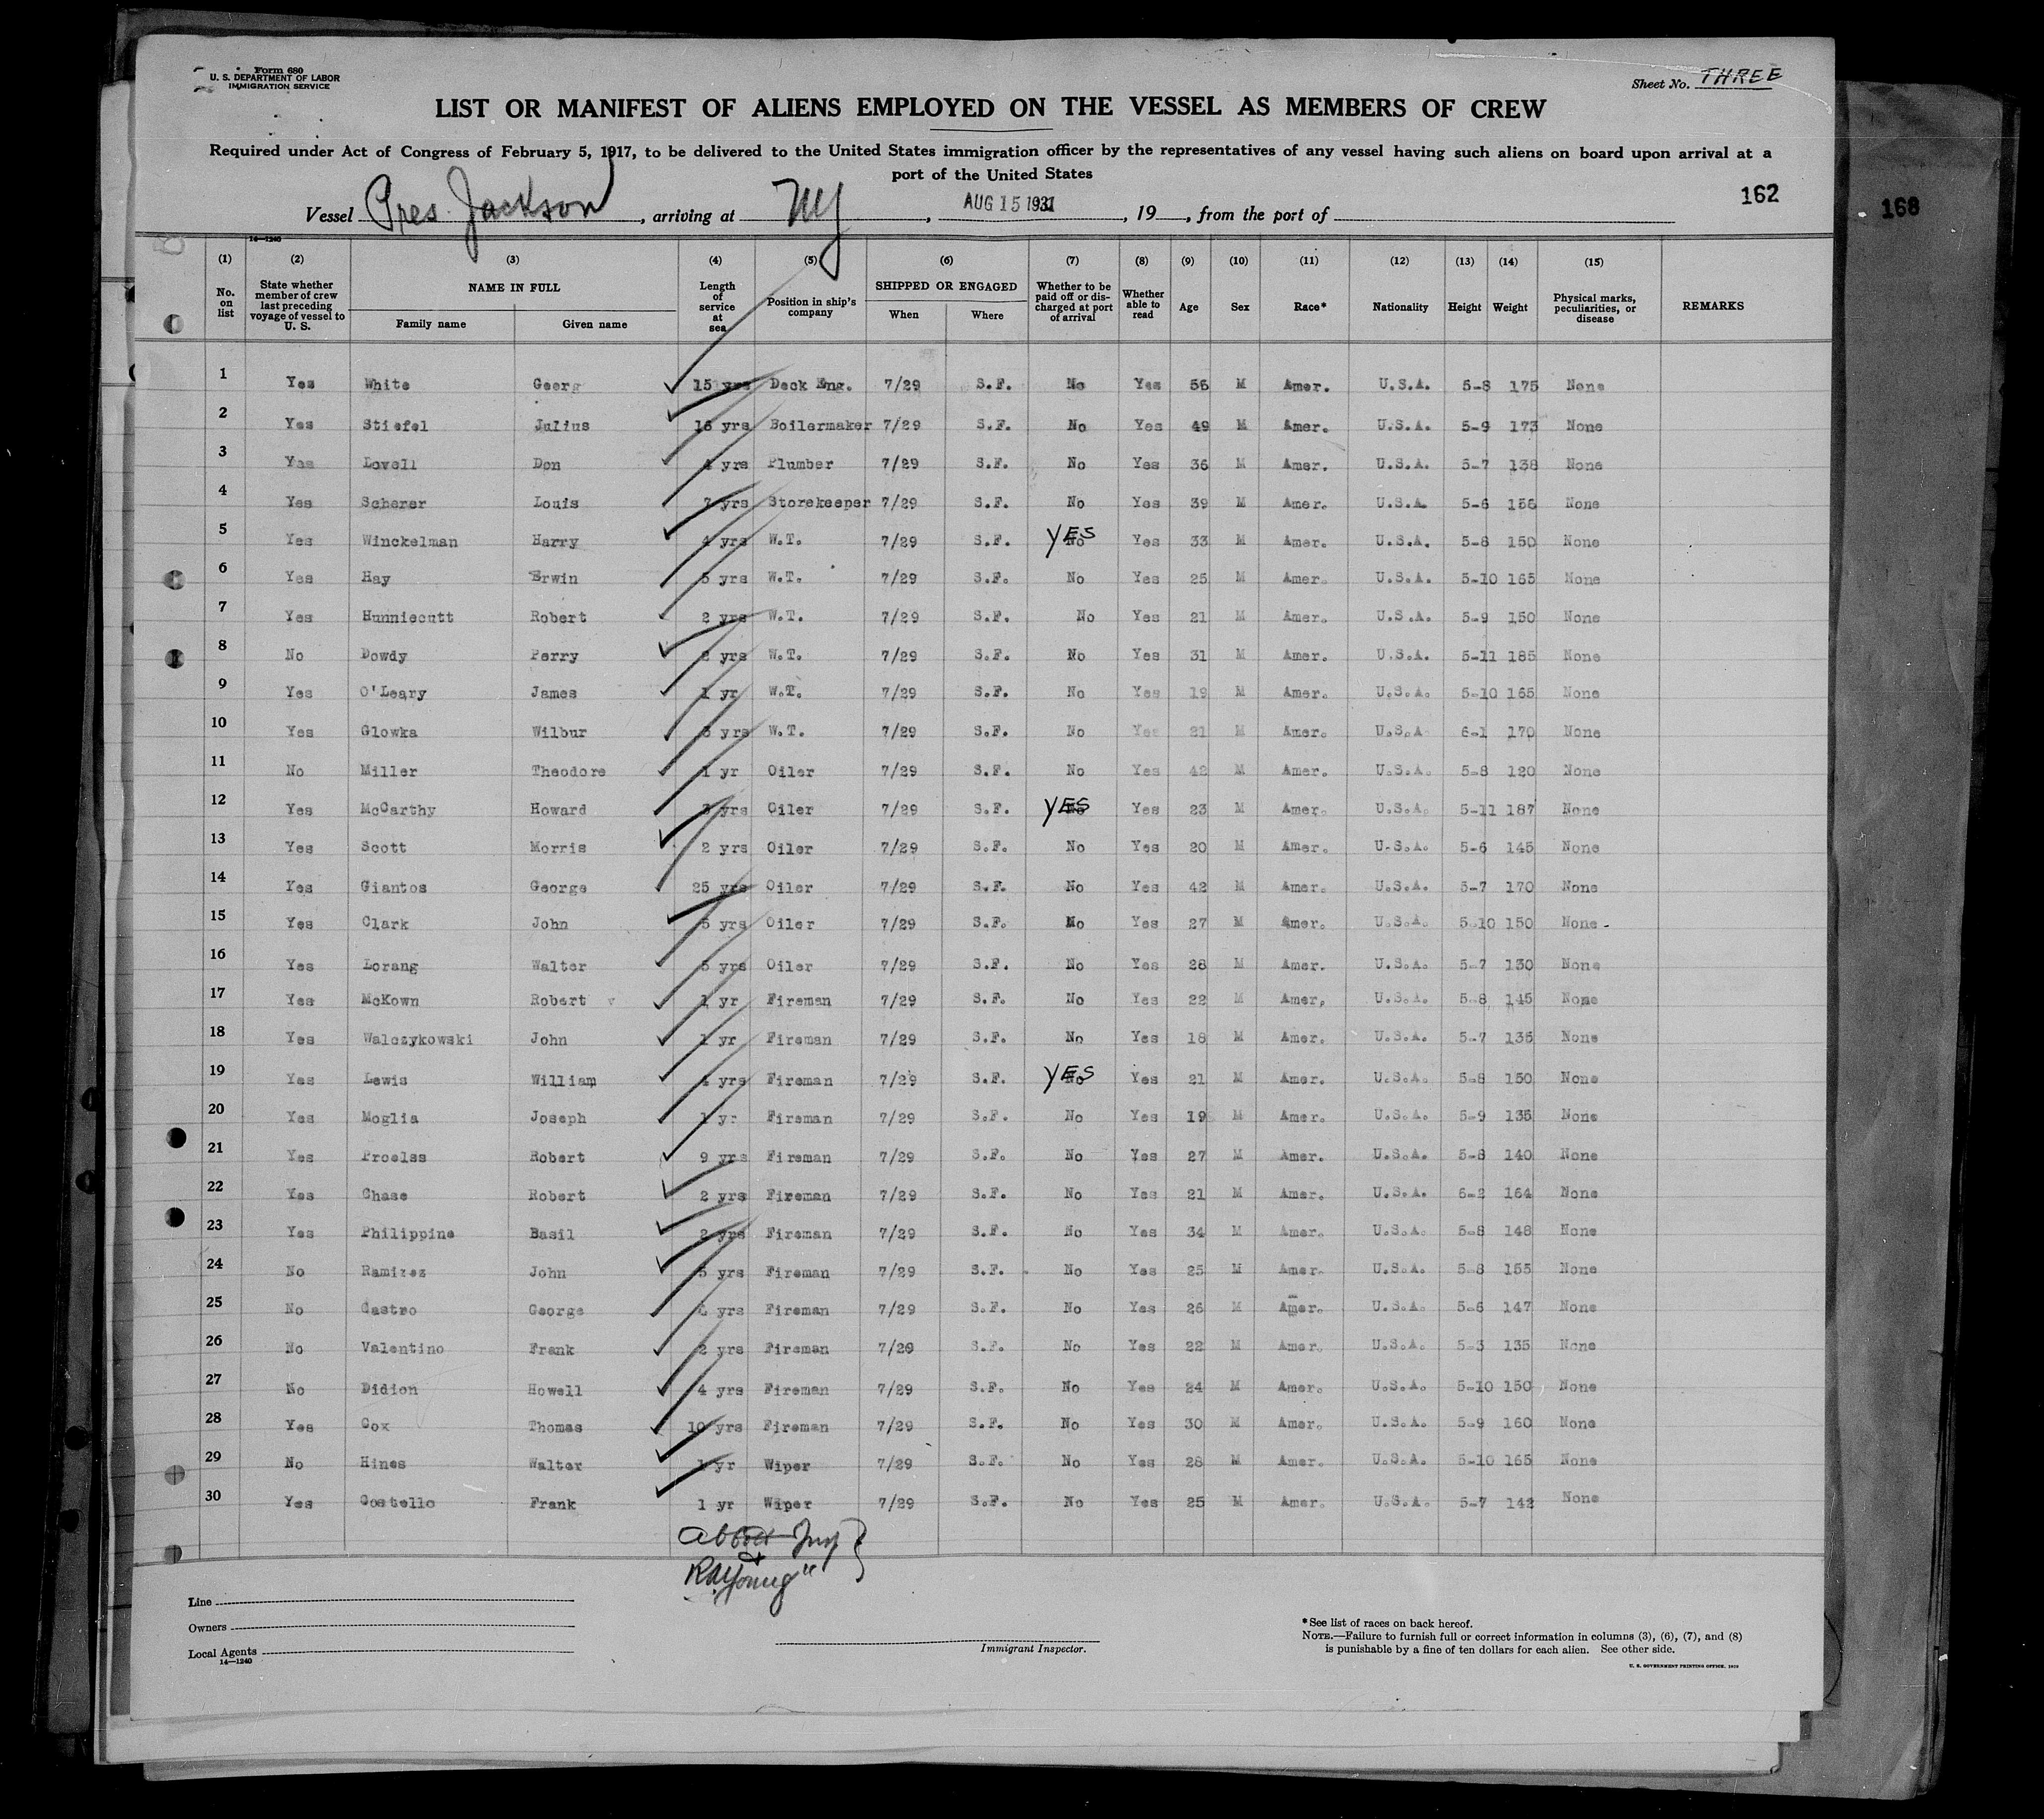 Form 680
U. S. DEPARTMENT OF LABOR
IMMIGRATION SERVICE
Sheet No. THREE
LIST OR MANIFEST OF ALIENS EMPLOYED ON THE VESSEL AS MEMBERS OF CREW
Required under Act of Congress of February 5, 1917, to be delivered to the United States immigration officer by the representatives of any vessel having such aliens on board upon arrival at a
port of the United States
162
168
Vessel Pres. Jackson, arriving at NY, AUG 15 1931, 19, from the port of
14—1240
(1) (2) (3) (4) (5) (6) (7) (8) (9) (10) (11) (12) (13) (14) (15)
No. on list State whether member of crew last preceding voyage of vessel to U. S. NAME IN FULL Family name Given name Length of service at sea Position in ship's company SHIPPED OR ENGAGED When Where Whether to be paid off or discharged at port of arrival Whether able to read Age Sex Race* Nationality Height Weight Physical marks, peculiarities, or disease REMARKS
1 Yes White Georg 15 yrs Deck Eng. 7/29 S.F. No Yes 56 M Amer. U.S.A. 5-8 175 None
2 Yes Stiefel Julius 16 yrs Boilermaker 7/29 S.F. No Yes 49 M Amer. U.S.A. 5-9 173 None
3 Yes Lovell Don 4 yrs Plumber 7/29 S.F. No Yes 36 M Amer. U.S.A. 5-7 138 None
4 Yes Scherer Louis 7 yrs Storekeeper 7/29 S.F. No Yes 39 M Amer. U.S.A. 5-6 156 None
5 Yes Winckelman Harry 4 yrs W.T. 7/29 S.F. No YES Yes 33 M Amer. U.S.A. 5-8 150 None
6 Yes Hay Erwin 5 yrs W.T. 7/29 S.F. No Yes 25 M Amer. U.S.A. 5-10 165 None
7 Yes Hunniecutt Robert 2 yrs W.T. 7/29 S.F. No Yes 21 M Amer. U.S.A. 5-9 150 None
8 No Dowdy Perry 2 yrs W.T. 7/29 S.F. No Yes 31 M Amer. U.S.A. 5-11 185 None
9 Yes O'Leary James 1 yr W.T. 7/29 S.F. No Yes 19 M Amer. U.S.A. 5-10 165 None
10 Yes Glowka Wilbur 3 yrs W.T. 7/29 S.F. No Yes 21 M Amer. U.S.A 6-1 170 None
11 No Miller Theodore 1 yr Oiler 7/29 S.F. No Yes 42 M Amer. U.S.A. 5-8 120 None
12 Yes McCarthy Howard 3 yrs Oiler 7/29 S.F. YES Yes 23 M Amer. U.S.A. 5-11 187 None
13 Yes Scott Morris 2 yrs Oiler 7/29 S.F. No Yes 20 M Amer. U.S.A. 5-6 145 None
14 Yes Giantos George 25 yrs Oiler 7/29 S.F. No Yes 42 M Amer. U.S.A. 5-7 170 None
15 Yes Clark John 5 yrs Oiler 7/29 S.F. No Yes 27 M Amer. U.S.A. 5-10 150 None
16 Yes Lorang Walter 5 yrs Oiler 7/29 S.F. No Yes 28 M Amer. U.S.A. 5-7 130 None
17 Yes McKown Robert 1 yr Fireman 7/29 S.F. No Yes 22 M Amer. U.S.A. 5-8 145 None
18 Yes Walczykowski John 1 yr Fireman 7/29 S.F. No Yes 18 M Amer. U.S.A. 5-7 135 None
19 Yes Lewis William 4 yrs Fireman 7/29 S.F. No YES Yes 21 M Amer. U.S.A. 5-8 150 None
20 Yes Moglia Joseph 1 yr Fireman 7/29 S.F. No Yes 19 M Amer. U.S.A. 5-9 135 None
21 Yes Proelss Robert 9 yrs Fireman 7/29 S.F. No Yes 27 M Amer. U.S.A. 5-8 140 None
22 Yes Chase Robert 2 yrs Fireman 7/29 S.F. No Yes 21 M Amer. U.S.A. 6-2 164 None
23 Yes Philippine Basil 2 yrs Fireman 7/29 S.F. No Yes 34 M Amer. U.S.A. 5-8 148 None
24 No Ramirez John 5 yrs Fireman 7/29 S.F. No Yes 25 M Amer. U.S.A. 5-8 155 None
25 No Castro George yrs Fireman 7/29 S.F. No Yes 26 M Amer. U.S.A. 5-6 147 None
26 No Valentino Frank 2 yrs Fireman 7/29 S.F. No Yes 22 M Amer. U.S.A. 5-3 135 None
27 No Didion Howell 4 yrs Fireman 7/29 S.F. No Yes 24 M Amer. U.S.A. 5-10 150 None
28 Yes Cox Thomas 10 yrs Fireman 7/29 S.F. No Yes 30 M Amer. U.S.A. 5-9 160 None
29 No Hines Walter 1 yr Wiper 7/29 S.F. No Yes 28 M Amer. U.S.A. 5-10 165 None
30 Yes Costello Frank 1 yr Wiper 7/29 S.F. No Yes 25 M Amer. U.S.A. 5-7 142 None
Abbott
Young "
Line
Owners
Local Agents
14—1240
Immigrant Inspector.
*See list of races on back hereof.
NOTE.—Failure to furnish full or correct information in columns (3), (6), (7), and (8)
is punishable by a fine of ten dollars for each alien. See other side.
U. S. GOVERNMENT PRINTING OFFICE.